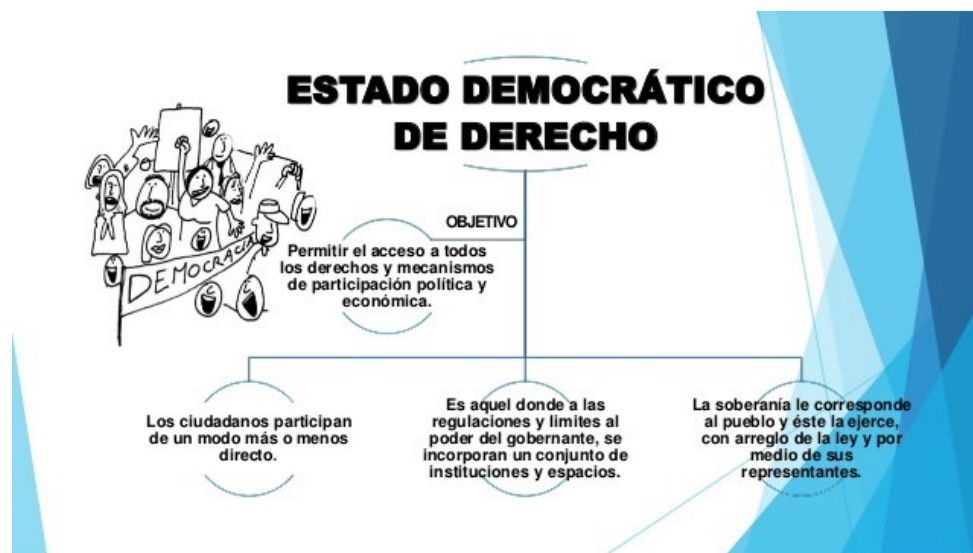 ESTADO DEMOCRÁTICO
DE DERECHO
OBJETIVO
Permitir el acceso a todos
los derechos y mecanismos
de participación política y
económica.
DEMOCRACIA
Los ciudadanos participan
de un modo más o menos
directo.
Es aquel donde a las
regulaciones y limites al
poder del gobernante, se
incorporan un conjunto de
instituciones y espacios.
La soberanía le corresponde
al pueblo y éste la ejerce,
con arreglo de la ley y por
medio de sus
representantes.